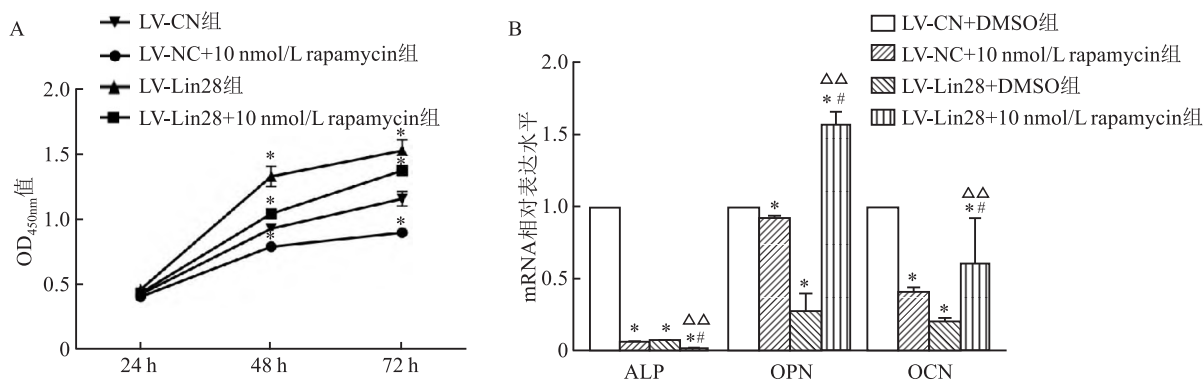 A
LV-CN组
LV-NC+10 nmol/L rapamycin组
LV-Lin28组
LV-Lin28+10 nmol/L rapamycin组
2.0
1.5
1.0
0.5
0
OD450nm值
*
*
*
*
*
*
24 h
48 h
72 h
B
LV-CN+DMSO组
LV-NC+10 nmol/L rapamycin组
LV-Lin28+DMSO组
LV-Lin28+10 nmol/L rapamycin组
2.0
1.5
1.0
0.5
0
mRNA相对表达水平
*
*
△△
*#
*
*
△△
*#
*
*
△△
*#
ALP
OPN
OCN